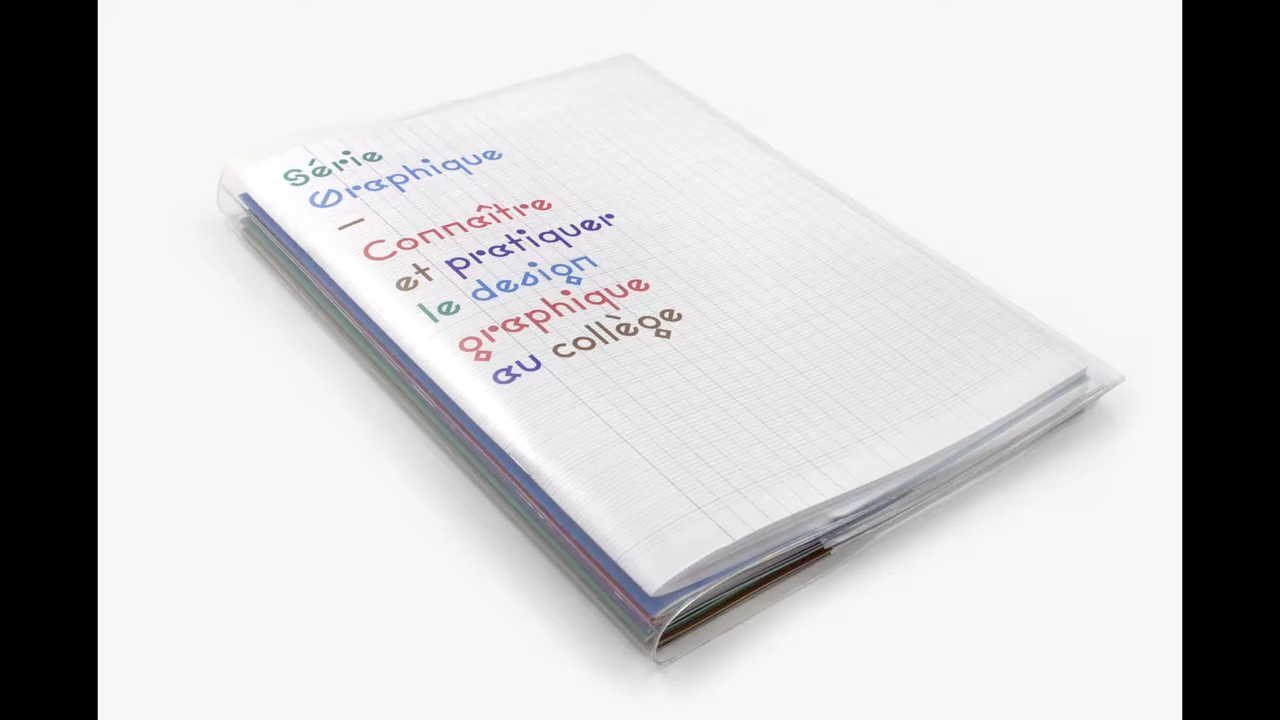 Série
Graphique
—
Connaître
et pratiquer
le design
graphique
au collège